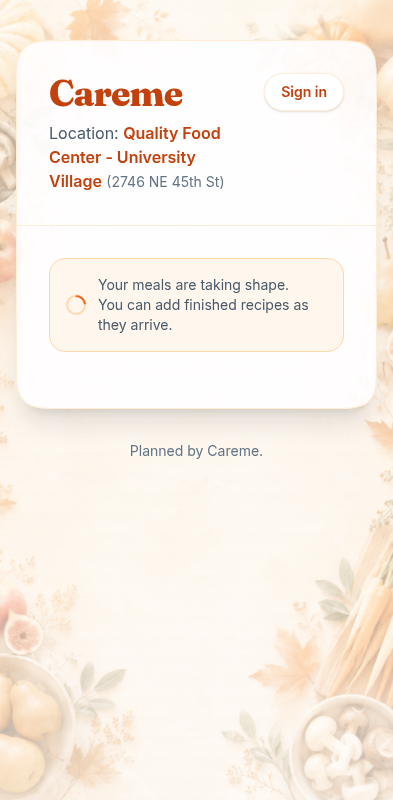 Careme
Sign in
Location: Quality Food
Center - University
Village (2746 NE 45th St)
Your meals are taking shape.
You can add finished recipes as
they arrive.
Planned by Careme.